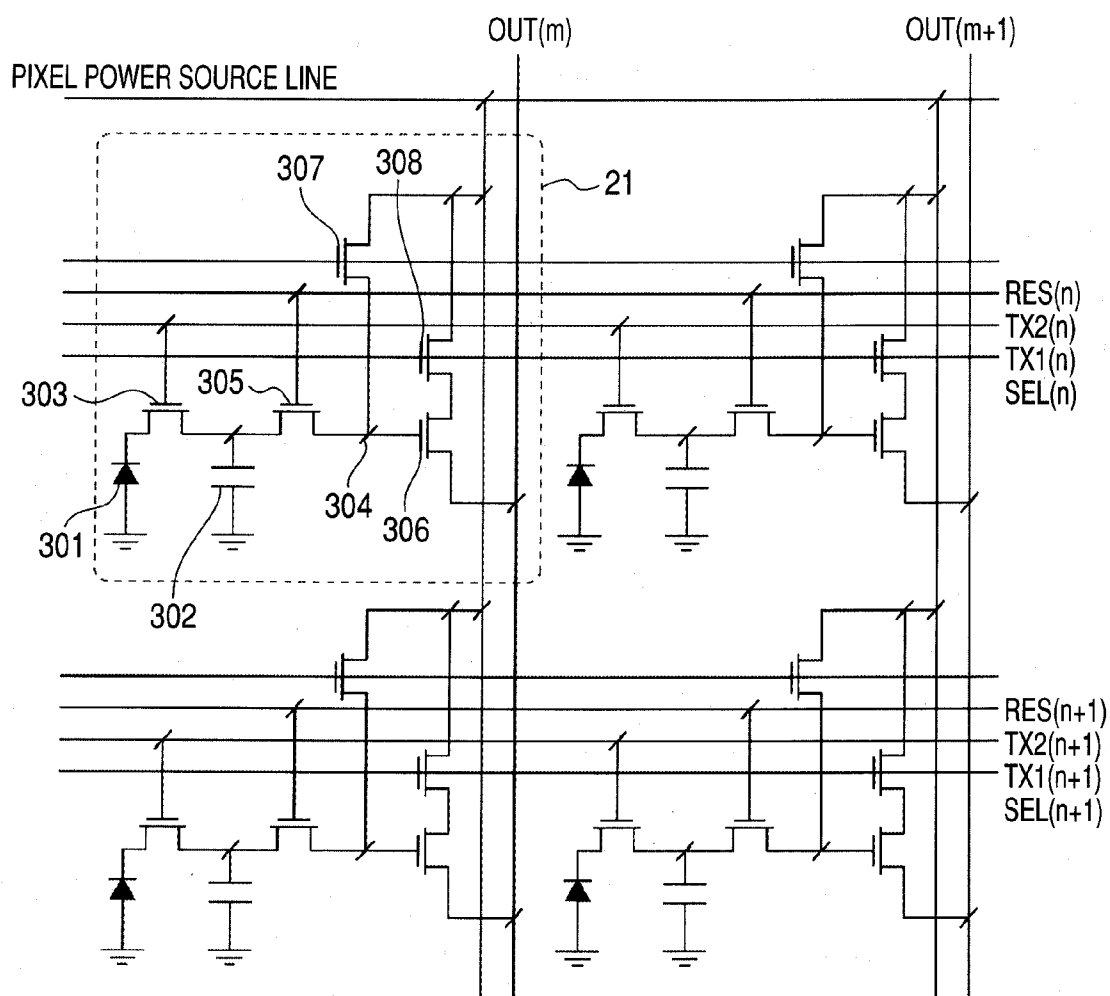 OUT(m)
OUT(m+1)
PIXEL POWER SOURCE LINE
307
308
21
RES(n)
TX2(n)
TX1(n)
SEL(n)
303
305
301
304
306
302
RES(n+1)
TX2(n+1)
TX1(n+1)
SEL(n+1)